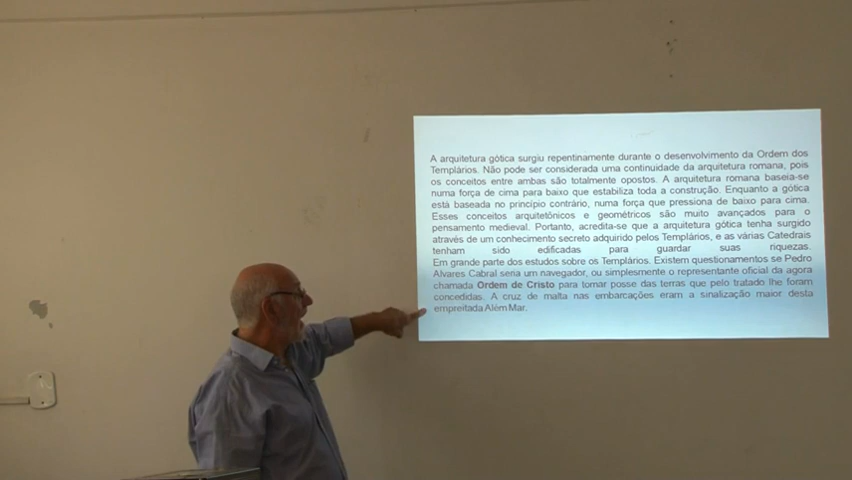 A arquitetura gótica surgiu repentinamente durante o desenvolvimento da Ordem dos
Templários. Não pode ser considerada uma continuidade da arquitetura romana, pois
os conceitos entre ambas são totalmente opostos. A arquitetura romana baseia-se
numa força de cima para baixo que estabiliza toda a construção. Enquanto a gótica
está baseada no princípio contrário, numa força que pressiona de baixo para cima.
Esses conceitos arquitetônicos e geométricos são muito avançados para o
pensamento medieval. Portanto, acredita-se que a arquitetura gótica tenha surgido
através de um conhecimento secreto adquirido pelos Templários, e as várias Catedrais
tenham sido edificadas para guardar suas riquezas.
Em grande parte dos estudos sobre os Templários. Existem questionamentos se Pedro
Alvares Cabral seria um navegador, ou simplesmente o representante oficial da agora
chamada Ordem de Cristo para tomar posse das terras que pelo tratado lhe foram
concedidas. A cruz de malta nas embarcações eram a sinalização maior desta
empreitada Além Mar.